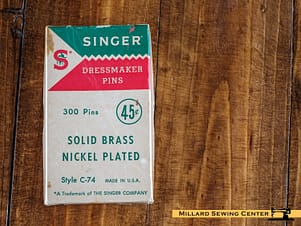 SINGER
S
DRESSMAKER
PINS
300 Pins
45¢
SOLID BRASS
NICKEL PLATED
Style C-74 MADE IN U.S.A.
*A Trademark of THE SINGER COMPANY
MILLARD SEWING CENTER